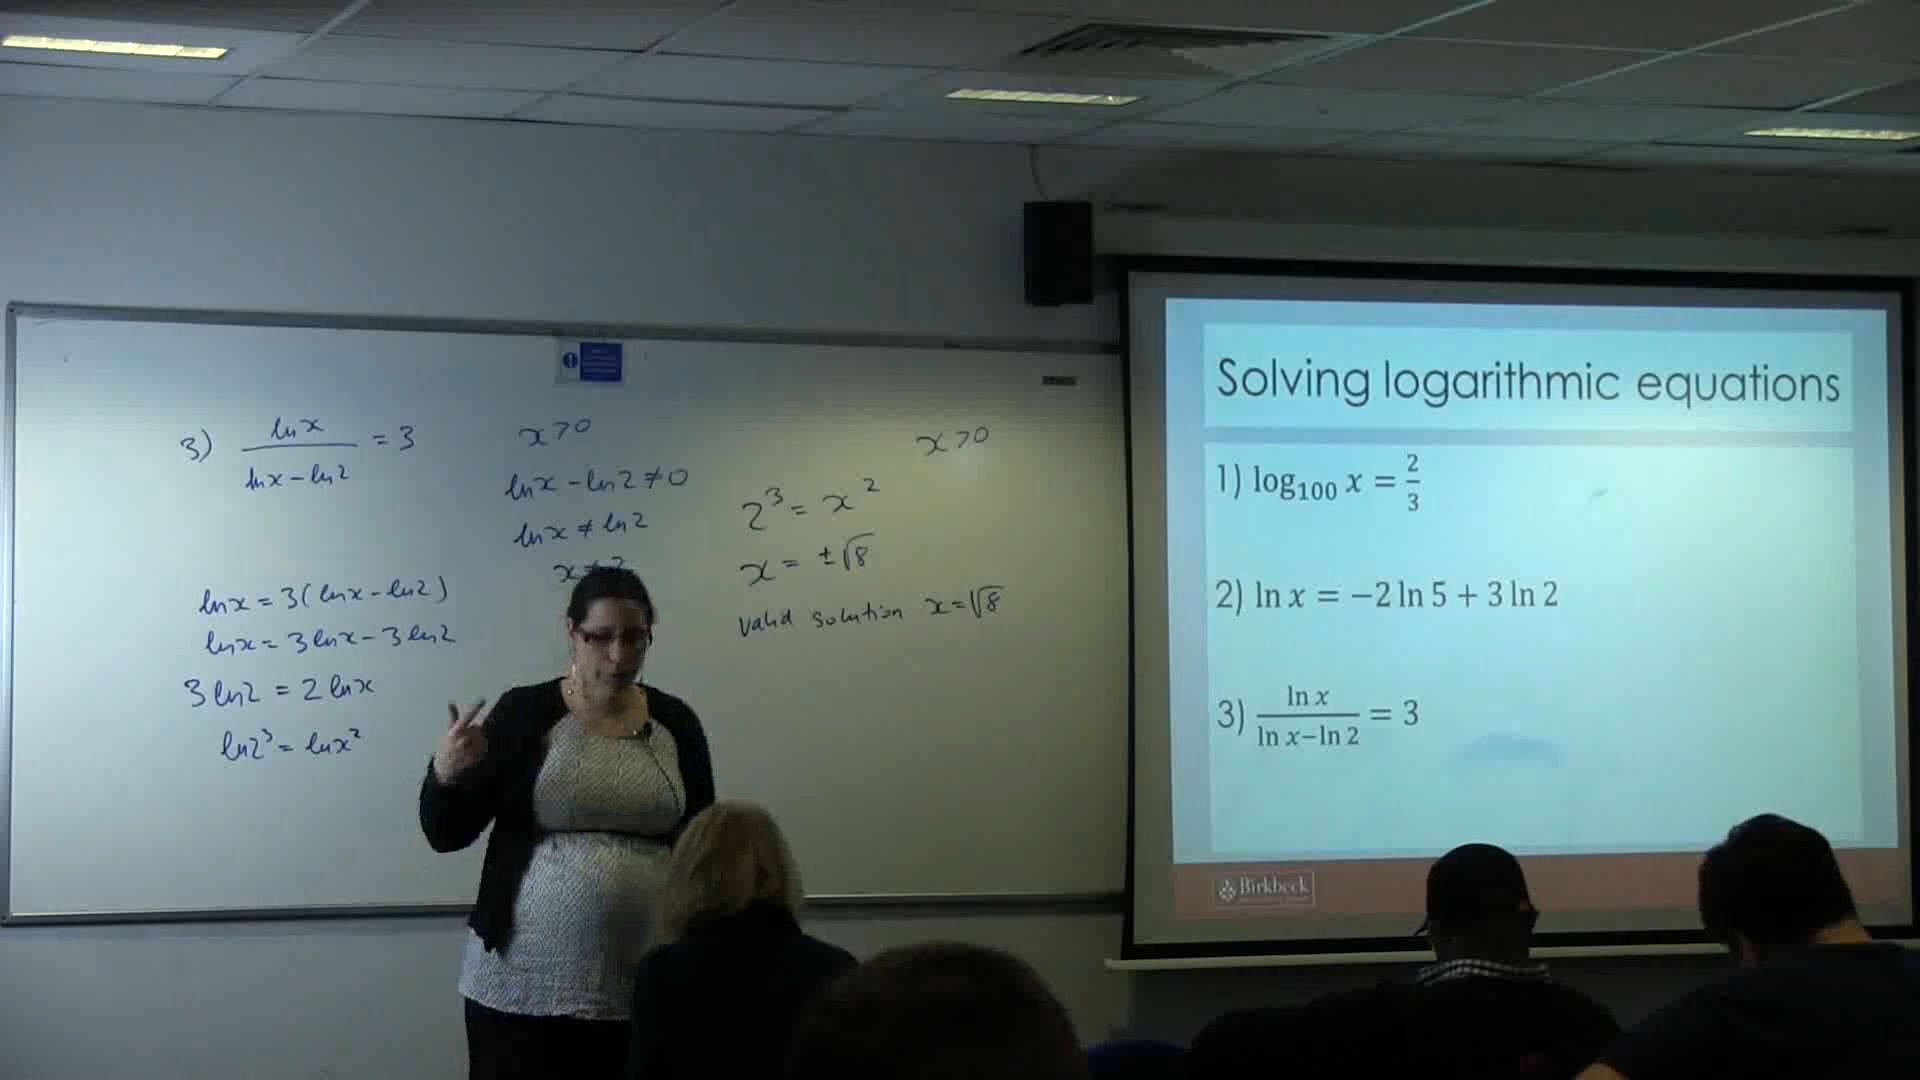 3) ln x / ln x − ln 2 = 3
ln x = 3(ln x − ln 2)
ln x = 3 ln x − 3 ln 2
3 ln 2 = 2 ln x
ln 2³ = ln x²
x > 0
ln x − ln 2 ≠ 0
ln x ≠ ln 2
x > 0
2³ = x²
x = ±√8
valid solution x = √8
Solving logarithmic equations
1) log₁₀₀ x = 2/3
2) ln x = −2 ln 5 + 3 ln 2
3) ln x / ln x−ln 2 = 3
Birkbeck